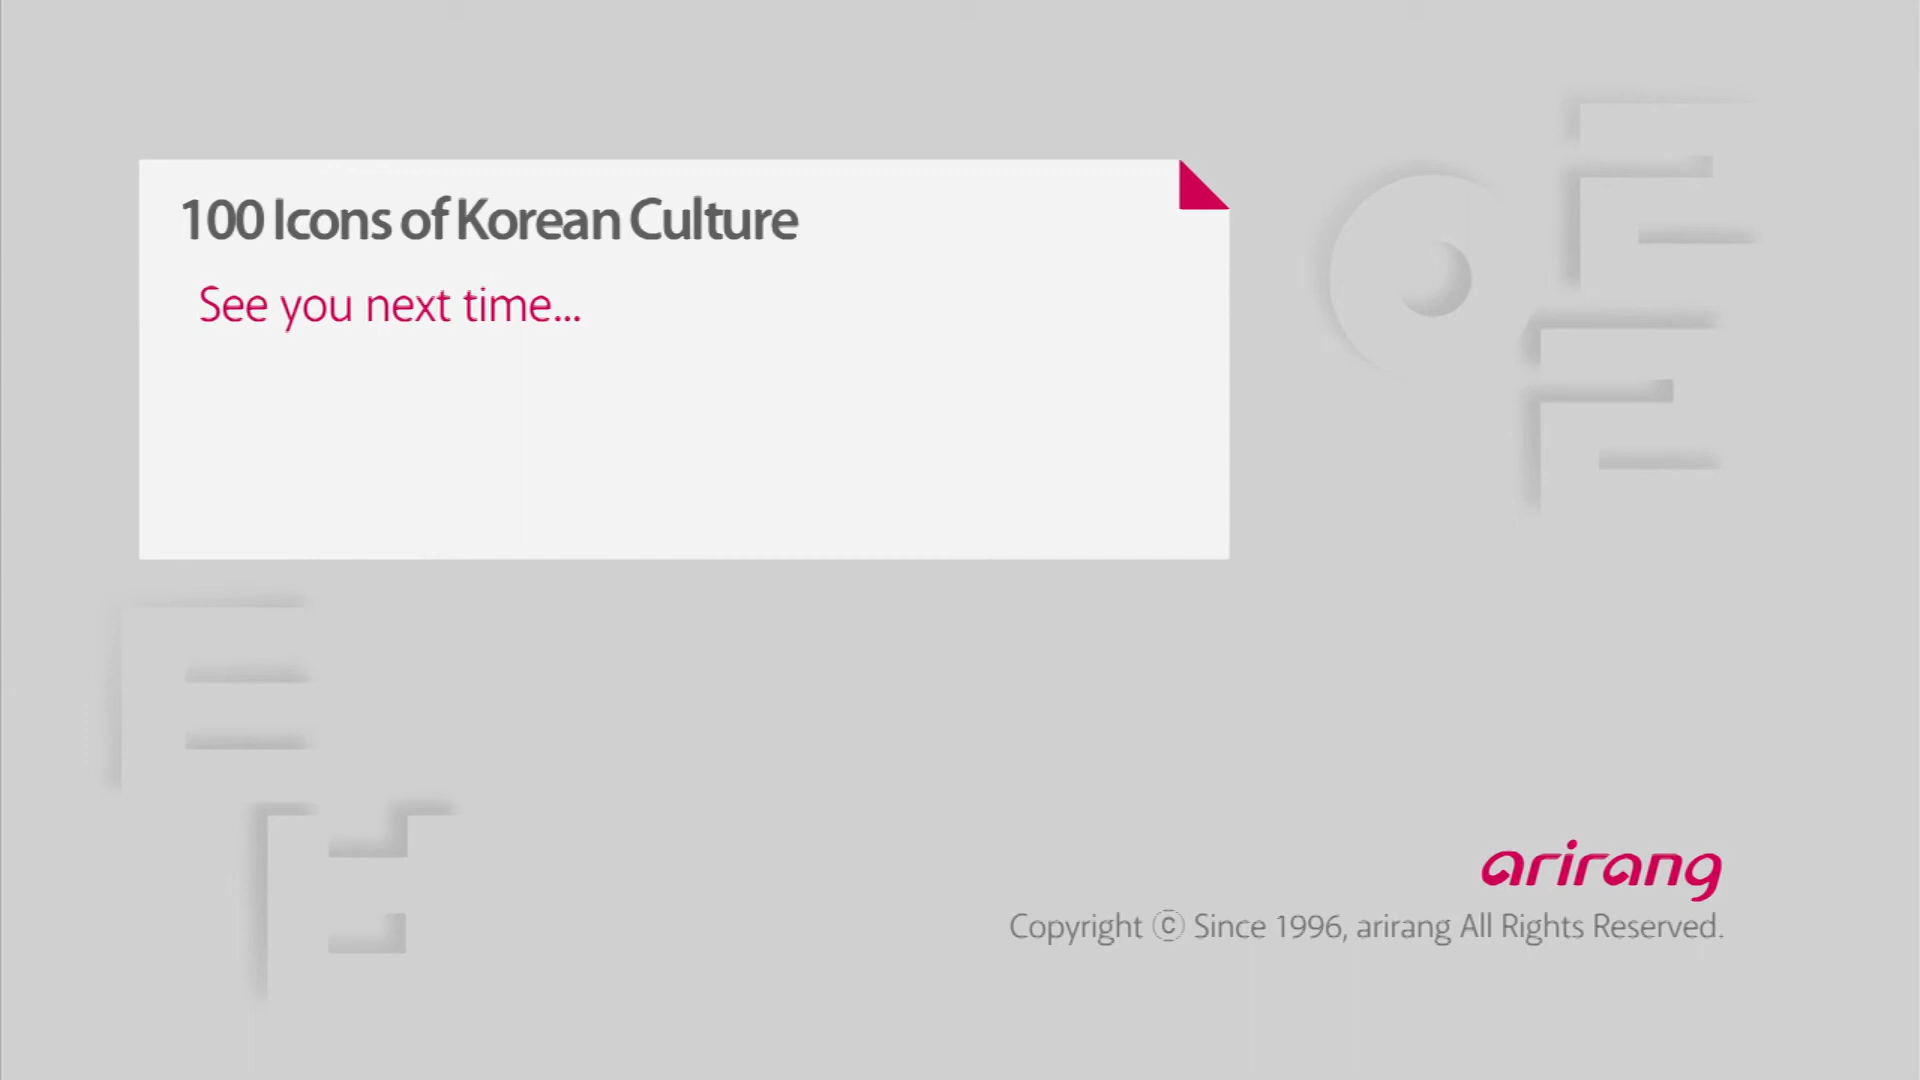 100 Icons of Korean Culture
See you next time...
arirang
Copyright ⓒ Since 1996, arirang All Rights Reserved.